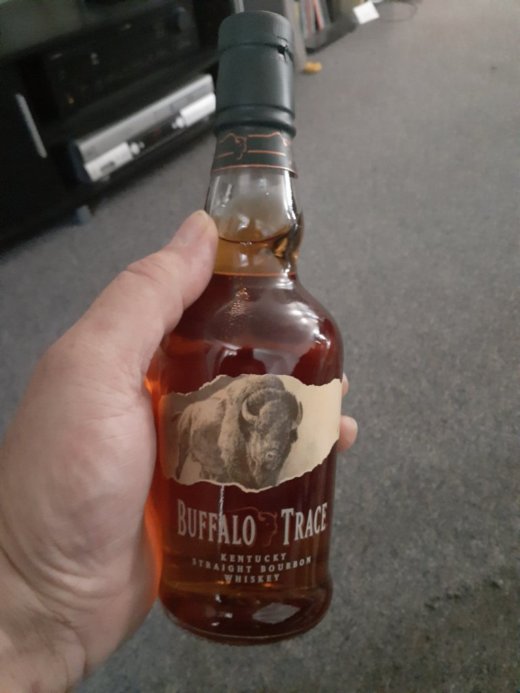 BUFFALO TRACE
KENTUCKY
STRAIGHT BOURBON
WHISKEY